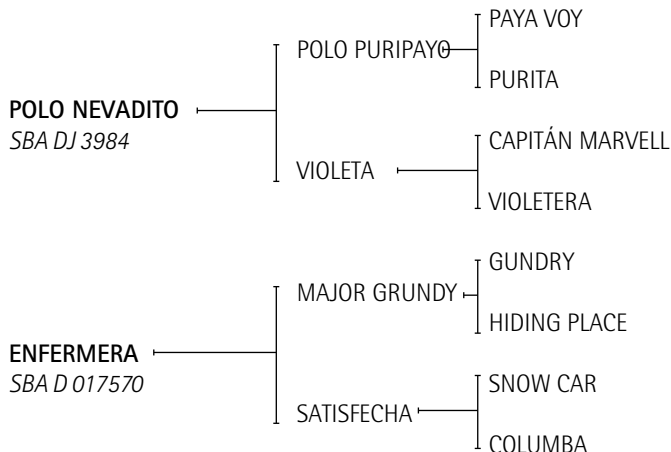 PAYA VOY
POLO PURIPAYO
PURITA
POLO NEVADITO
SBA DJ 3984
CAPITÁN MARVELL
VIOLETA
VIOLETERA
GUNDRY
MAJOR GRUNDY
HIDING PLACE
ENFERMERA
SBA D 017570
SNOW CAR
SATISFECHA
COLUMBA